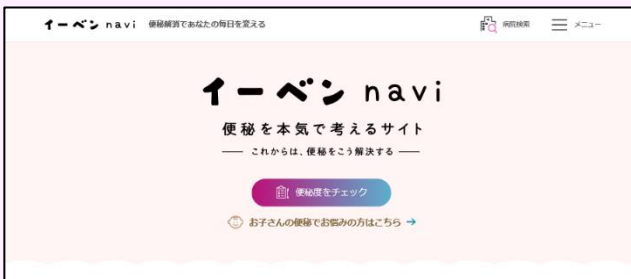 イーベン navi 便秘解消であなたの毎日を変える 病院検索 メニュー
イーベン navi
便秘を本気で考えるサイト
これからは、便秘をこう解決する
便秘度をチェック
お子さんの便秘でお悩みの方はこちら →